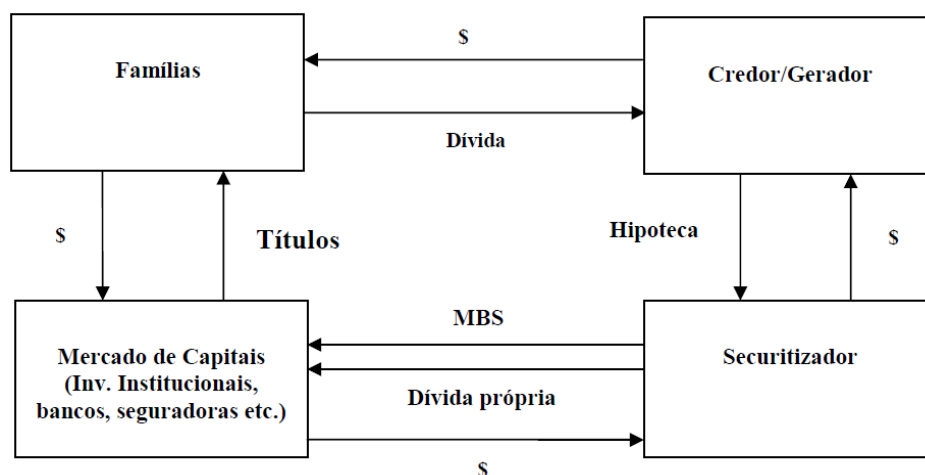 $
Famílias
Credor/Gerador
Dívida
$
Títulos
Hipoteca
$
MBS
Mercado de Capitais
(Inv. Institucionais,
bancos, seguradoras etc.)
Securitizador
Dívida própria
$